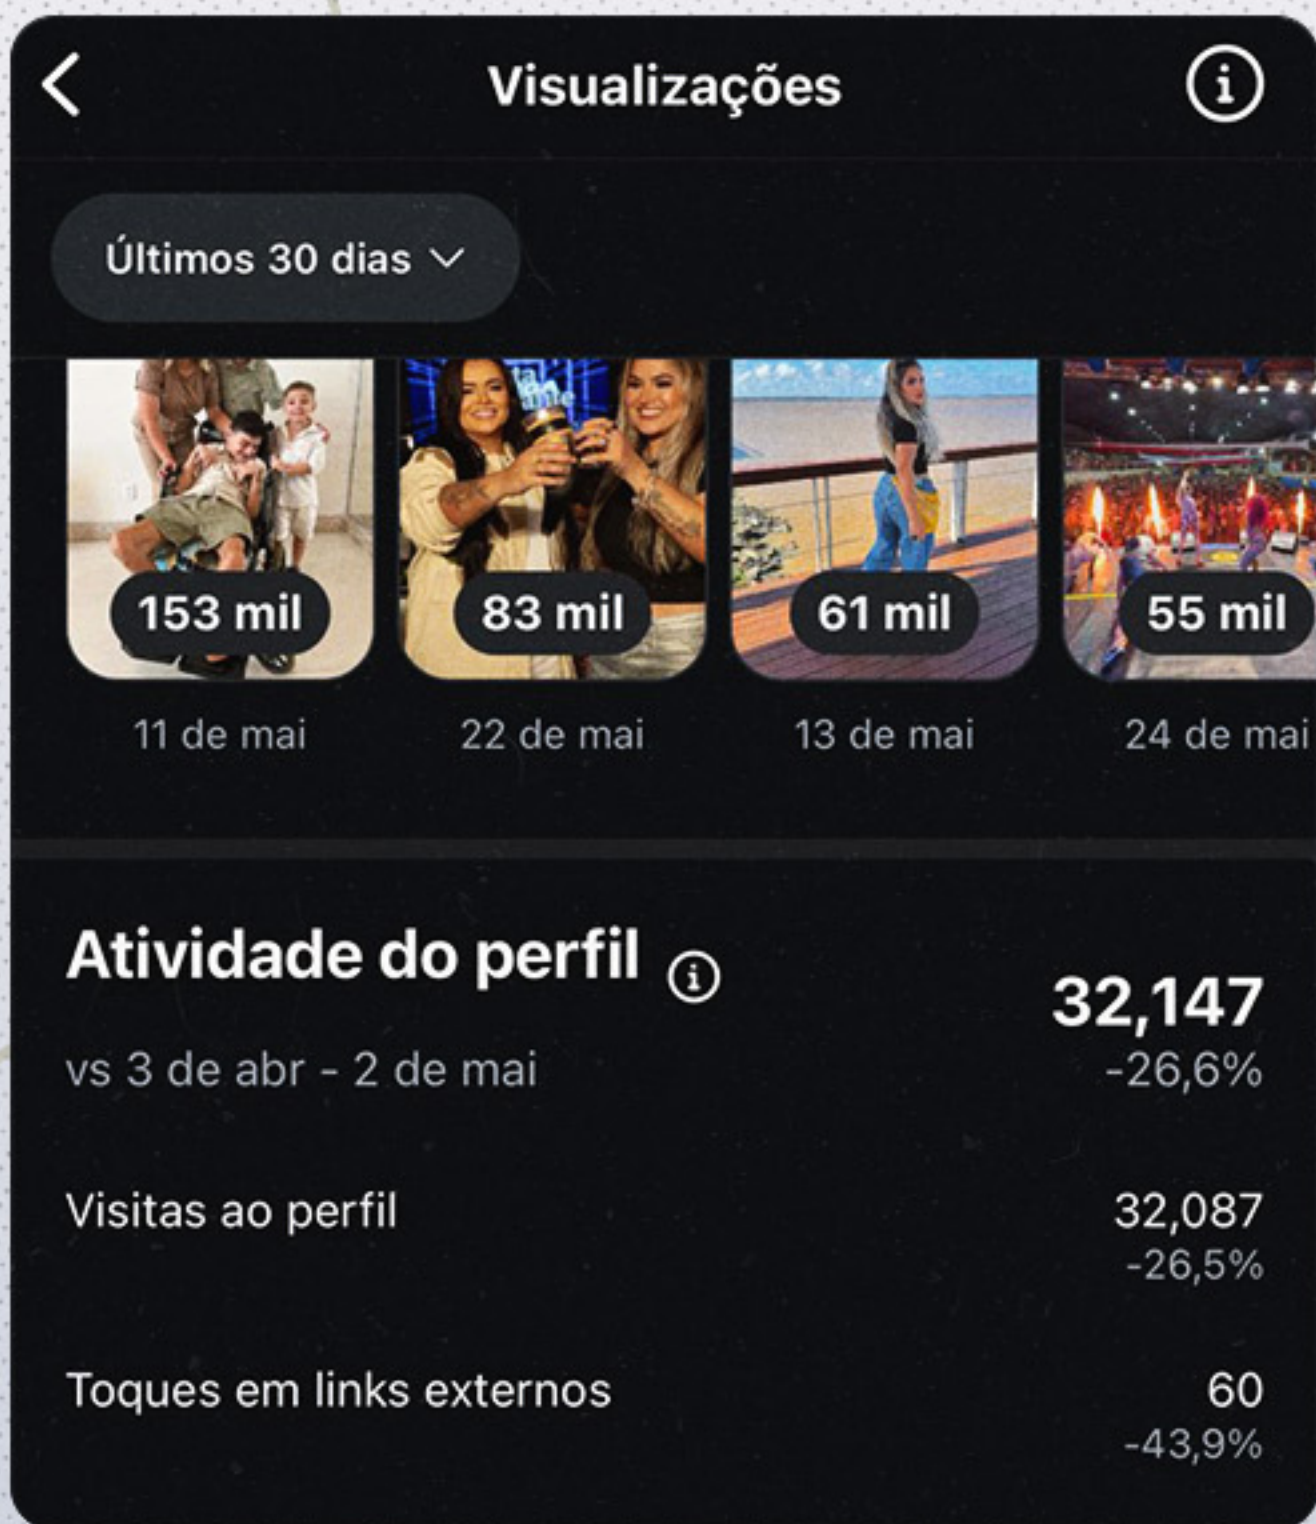 Visualizações
Últimos 30 dias
153 mil
83 mil
61 mil
55 mil
11 de mai
22 de mai
13 de mai
24 de mai
Atividade do perfil
32,147
vs 3 de abr - 2 de mai
-26,6%
Visitas ao perfil
32,087
-26,5%
Toques em links externos
60
-43,9%